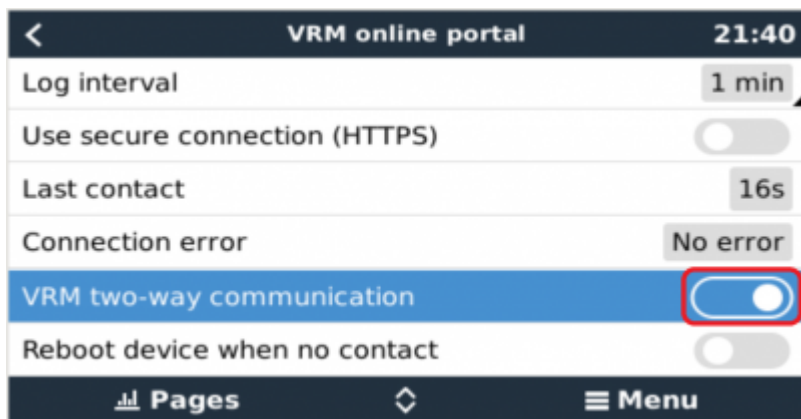 VRM online portal 21:40
Log interval 1 min
Use secure connection (HTTPS)
Last contact 16s
Connection error No error
VRM two-way communication
Reboot device when no contact
Pages Menu